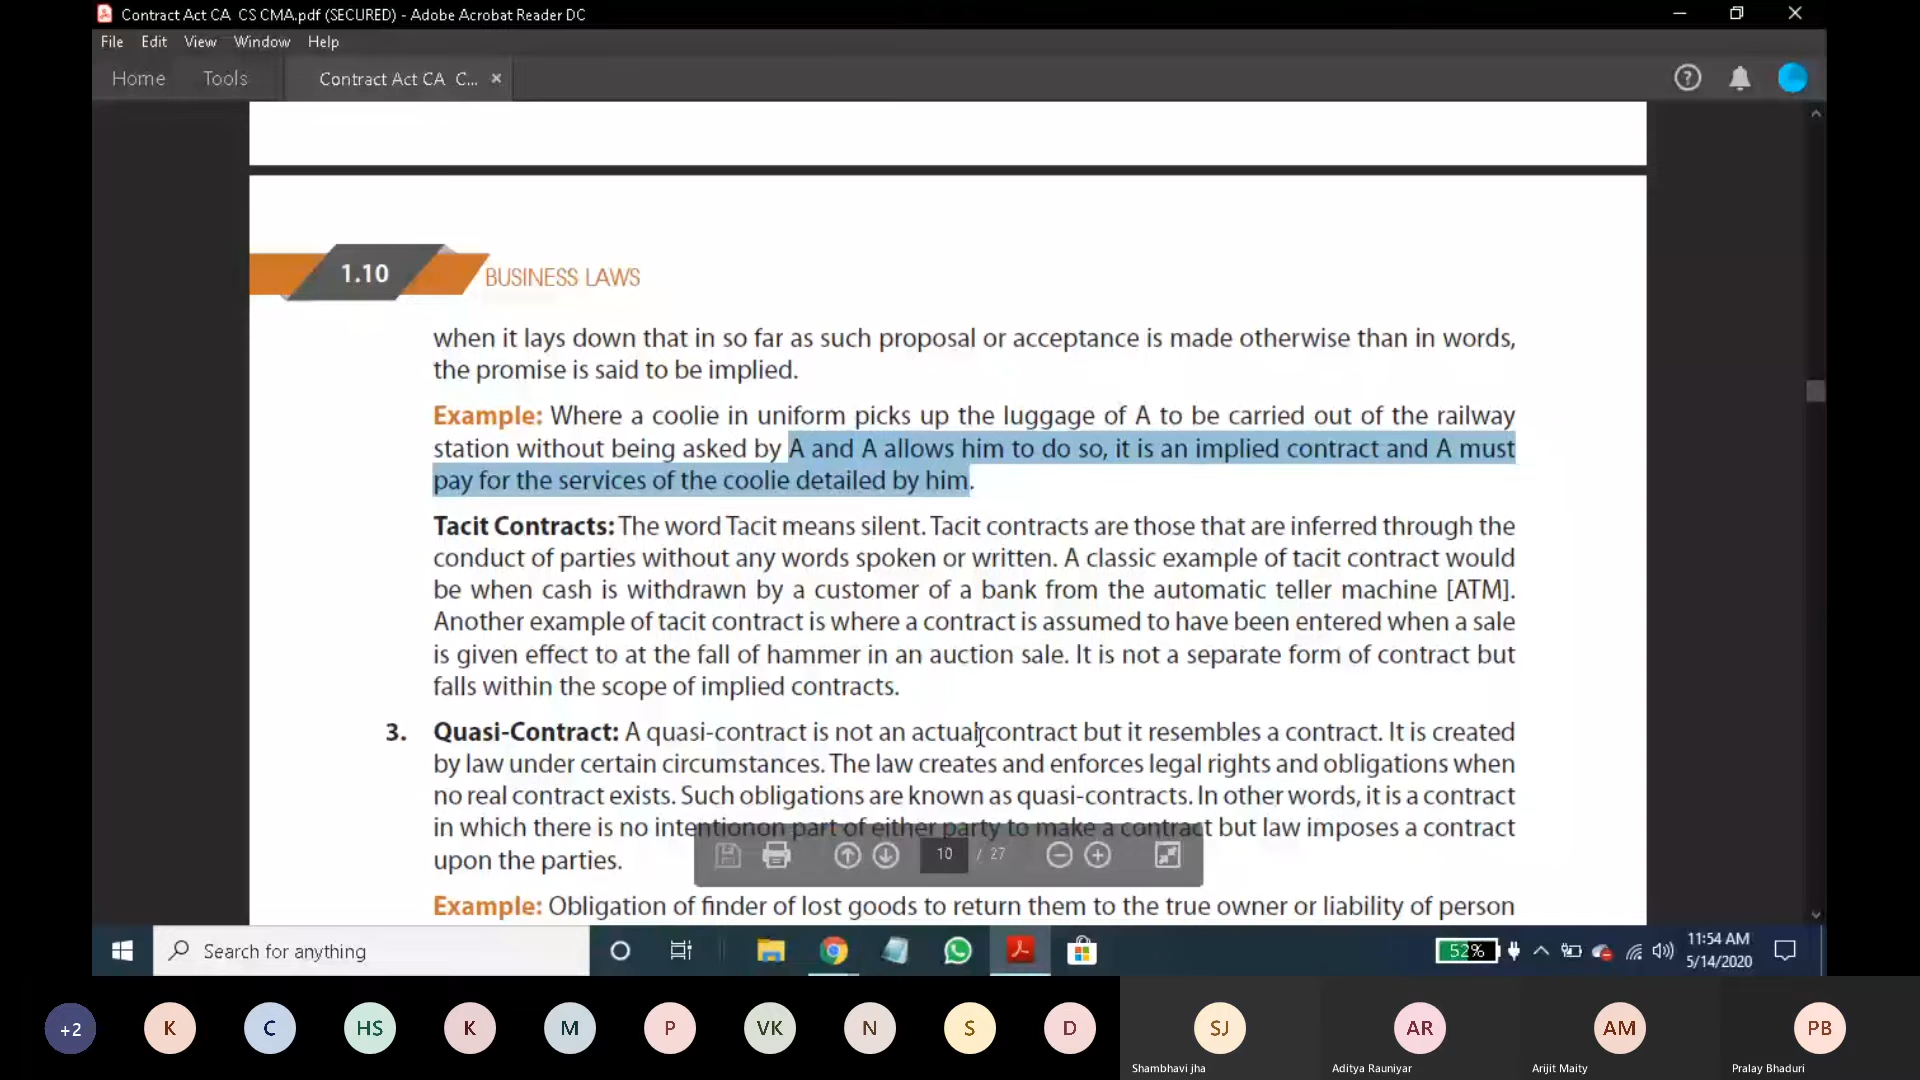 Contract Act CA  CS CMA.pdf (SECURED) - Adobe Acrobat Reader DC
File Edit View Window Help
Home Tools Contract Act CA  C... ×
1.10 BUSINESS LAWS
when it lays down that in so far as such proposal or acceptance is made otherwise than in words,
the promise is said to be implied.
Example: Where a coolie in uniform picks up the luggage of A to be carried out of the railway
station without being asked by A and A allows him to do so, it is an implied contract and A must
pay for the services of the coolie detailed by him.
Tacit Contracts: The word Tacit means silent. Tacit contracts are those that are inferred through the
conduct of parties without any words spoken or written. A classic example of tacit contract would
be when cash is withdrawn by a customer of a bank from the automatic teller machine [ATM].
Another example of tacit contract is where a contract is assumed to have been entered when a sale
is given effect to at the fall of hammer in an auction sale. It is not a separate form of contract but
falls within the scope of implied contracts.
3. Quasi-Contract: A quasi-contract is not an actual contract but it resembles a contract. It is created
by law under certain circumstances. The law creates and enforces legal rights and obligations when
no real contract exists. Such obligations are known as quasi-contracts. In other words, it is a contract
in which there is no intentionon part of either party to make a contract but law imposes a contract
upon the parties.
10 / 27
Example: Obligation of finder of lost goods to return them to the true owner or liability of person
Search for anything
52%
11:54 AM
5/14/2020
+2 K C HS K M P VK N S D SJ AR AM PB
Shambhavi jha Aditya Rauniyar Arijit Maity Pralay Bhaduri